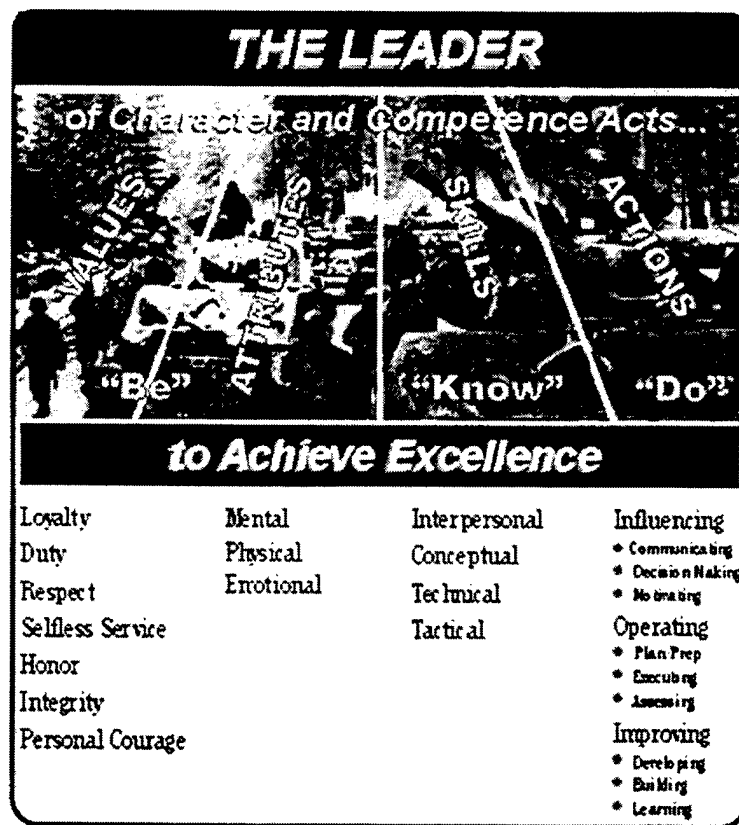 THE LEADER
of Character and Competence Acts...
VALUES
ATTRIBUTES
SKILLS
ACTIONS
"Be"
"Know"
"Do"
to Achieve Excellence
Loyalty
Duty
Respect
Selfless Service
Honor
Integrity
Personal Courage
Mental
Physical
Emotional
Interpersonal
Conceptual
Technical
Tactical
Influencing
• Communicating
• Decision Making
• Motivating
Operating
• Plan/Prep
• Executing
• Assessing
Improving
• Developing
• Building
• Learning